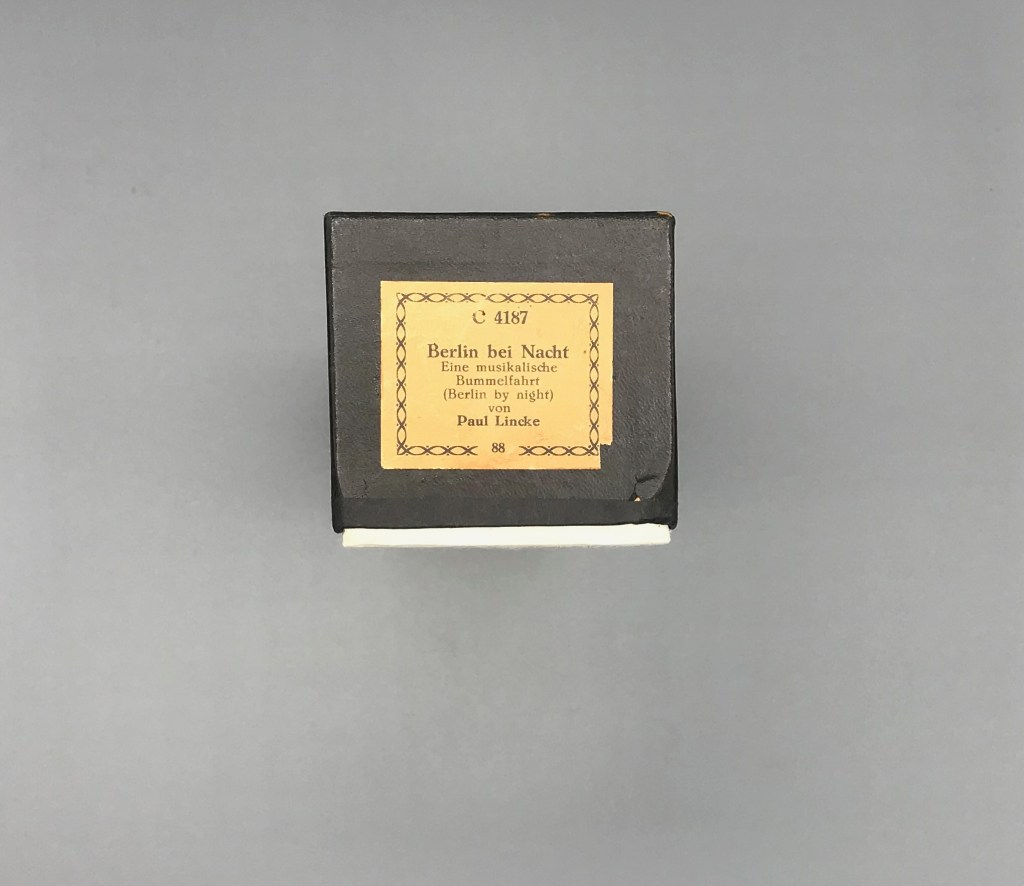 C 4187
Berlin bei Nacht
Eine musikalische
Bummelfahrt
(Berlin by night)
von
Paul Lincke
88